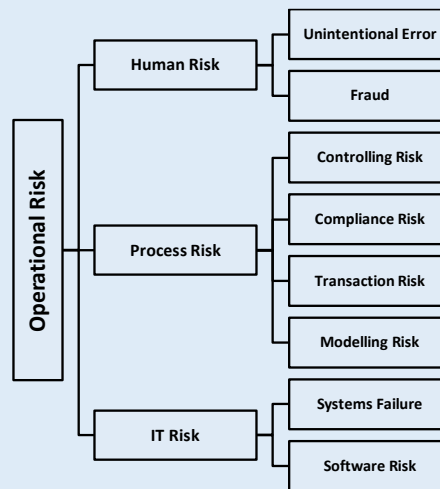 Operational Risk
Human Risk
Unintentional Error
Fraud
Process Risk
Controlling Risk
Compliance Risk
Transaction Risk
Modelling Risk
IT Risk
Systems Failure
Software Risk